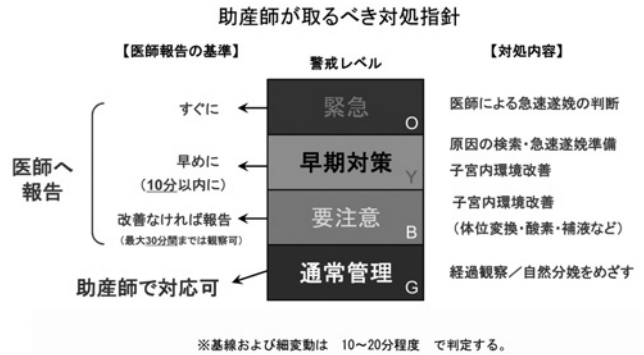 助産師が取るべき対処指針
【医師報告の基準】
警戒レベル
【対処内容】
すぐに
緊急
O
医師による急速遂娩の判断
医師へ
報告
早めに
(10分以内に)
早期対策
Y
原因の検索・急速遂娩準備
子宮内環境改善
改善なければ報告
(最大30分間までは観察可)
要注意
B
子宮内環境改善
(体位変換・酸素・補液など)
助産師で対応可
通常管理
G
経過観察/自然分娩をめざす
※基線および細変動は 10~20分程度 で判定する。